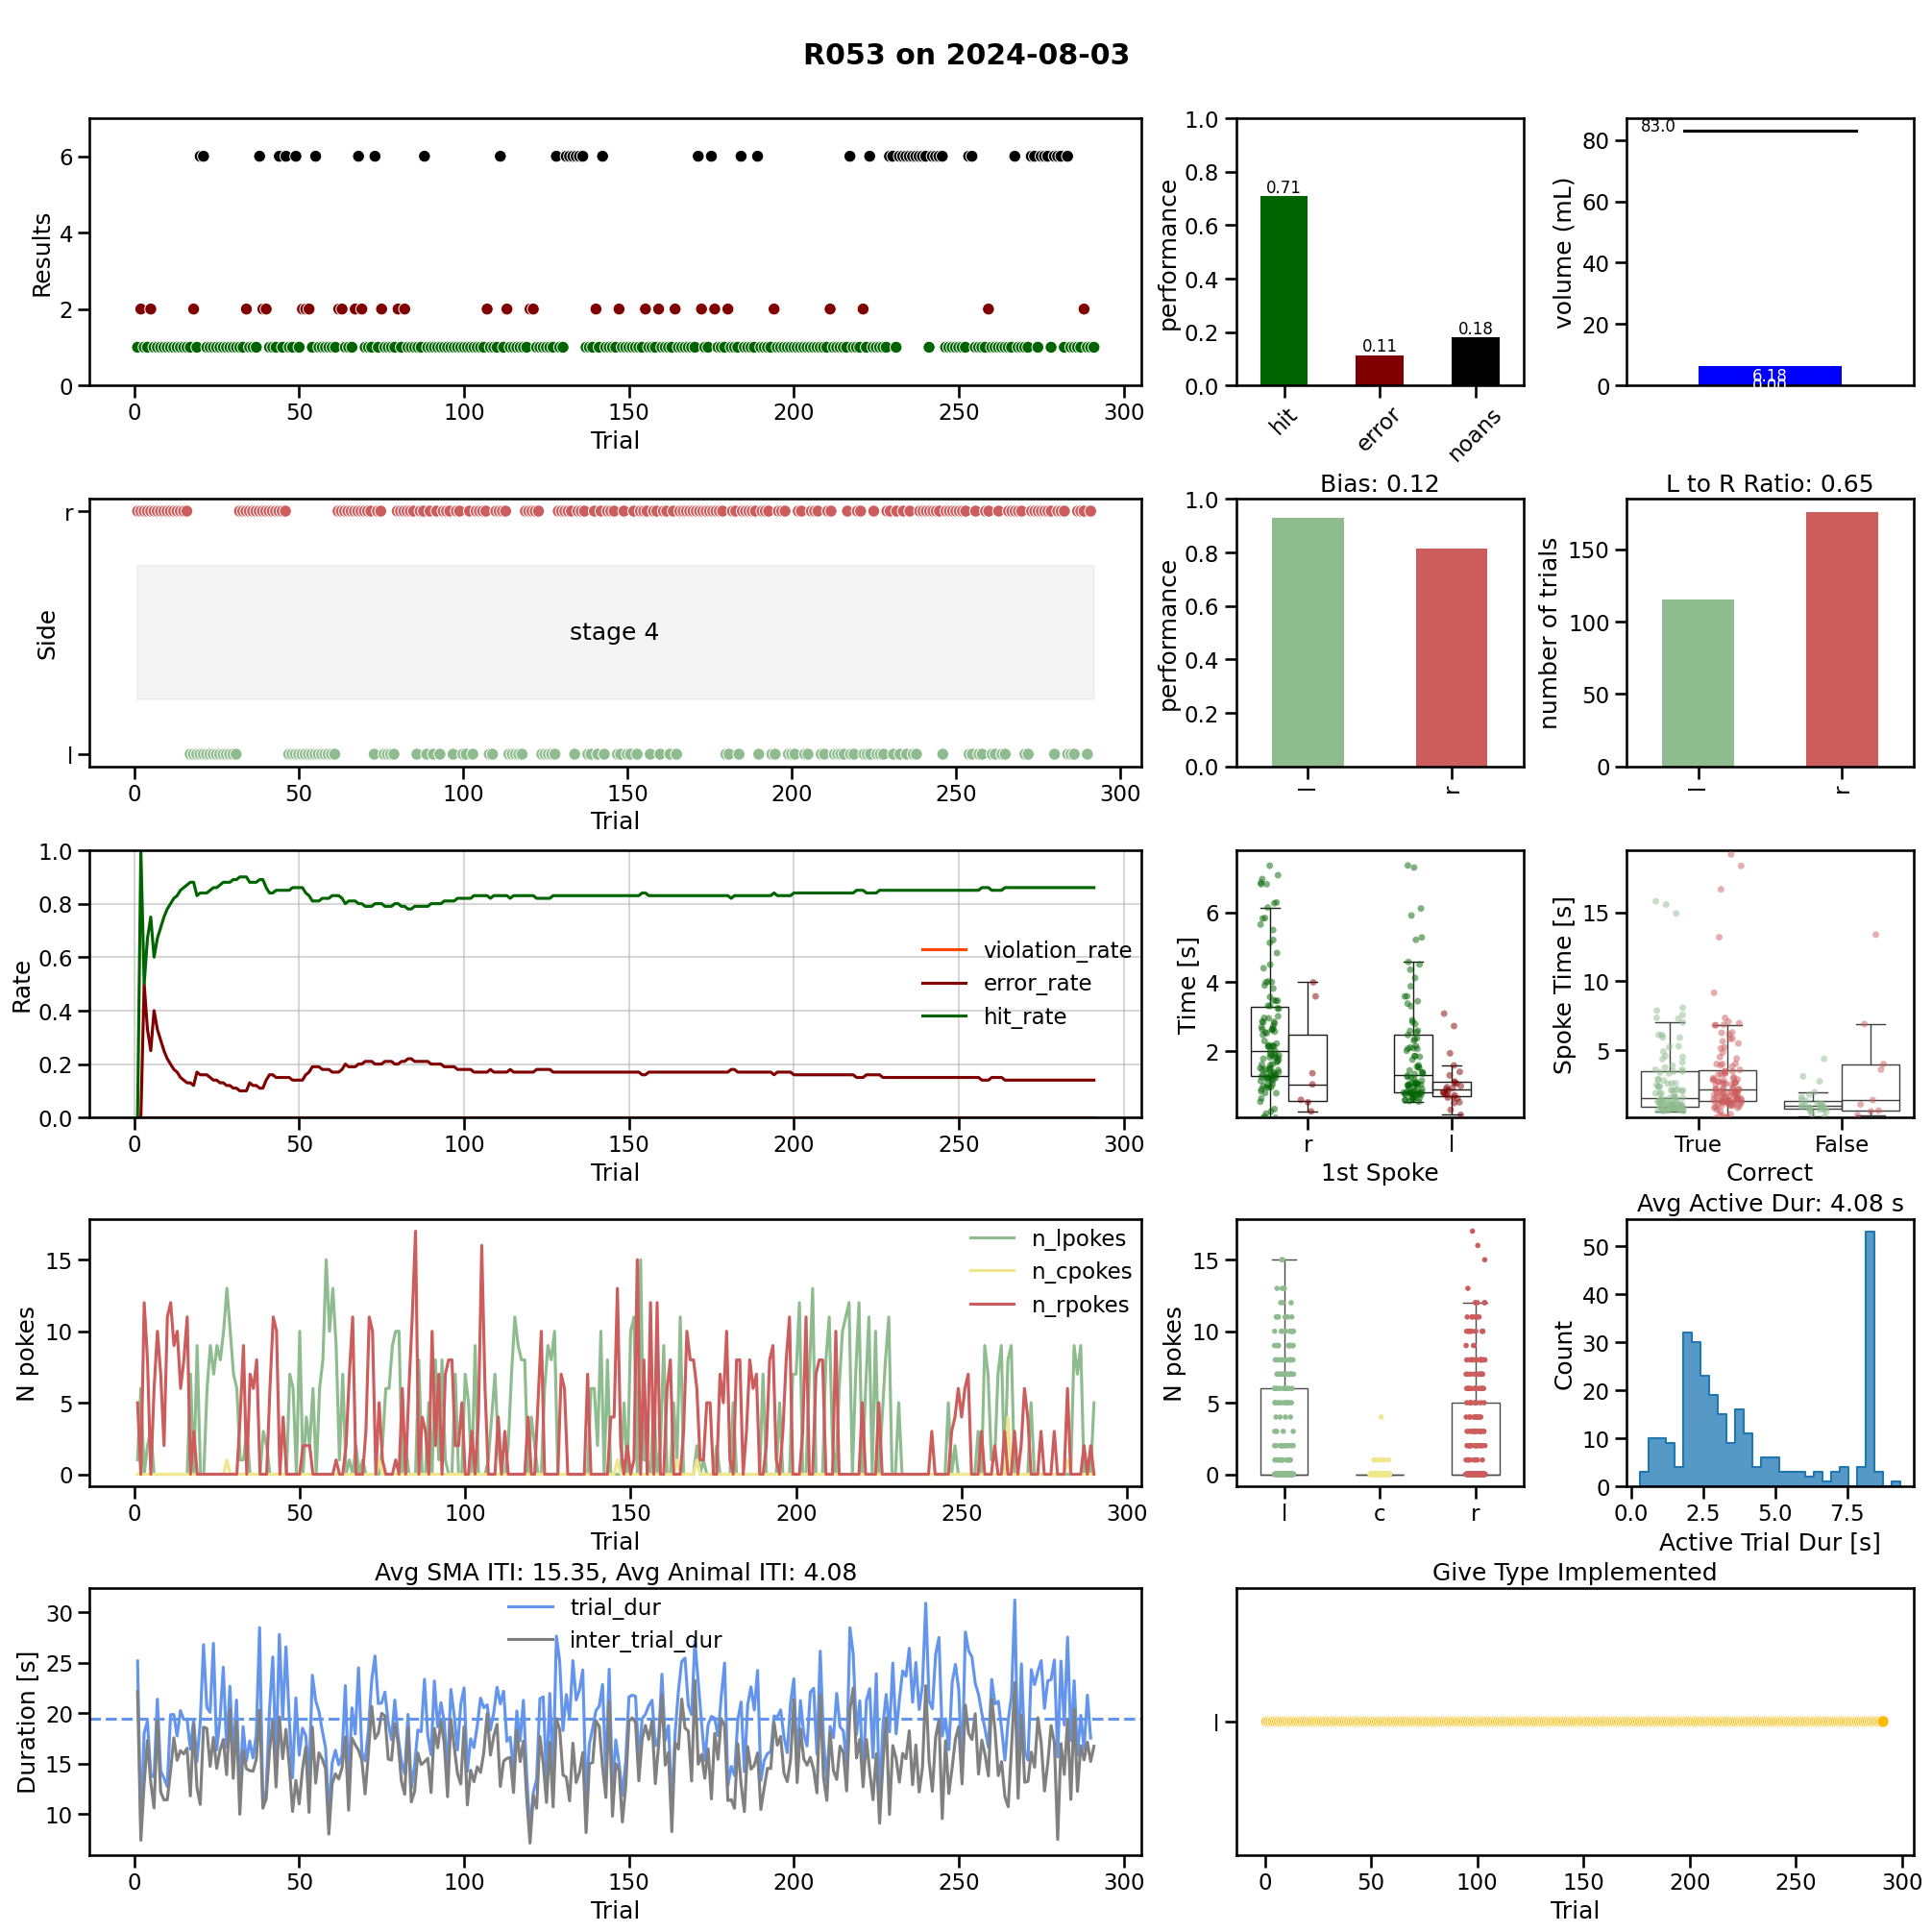 R053 on 2024-08-03
Results
0
2
4
6
0
50
100
150
200
250
300
Trial
performance
0.0
0.2
0.4
0.6
0.8
1.0
0.71
0.11
0.18
hit
error
noans
volume (mL)
0
20
40
60
80
83.0
6.18
0.00
Side
r
l
stage 4
0
50
100
150
200
250
300
Trial
Bias: 0.12
performance
0.0
0.2
0.4
0.6
0.8
1.0
l
r
L to R Ratio: 0.65
number of trials
0
50
100
150
l
r
Rate
0.0
0.2
0.4
0.6
0.8
1.0
violation_rate
error_rate
hit_rate
0
50
100
150
200
250
300
Trial
Time [s]
2
4
6
r
l
1st Spoke
Spoke Time [s]
5
10
15
True
False
Correct
N pokes
0
5
10
15
n_lpokes
n_cpokes
n_rpokes
0
50
100
150
200
250
300
Trial
N pokes
0
5
10
15
l
c
r
Avg Active Dur: 4.08 s
Count
0
10
20
30
40
50
0.0
2.5
5.0
7.5
Active Trial Dur [s]
Avg SMA ITI: 15.35, Avg Animal ITI: 4.08
Duration [s]
10
15
20
25
30
trial_dur
inter_trial_dur
0
50
100
150
200
250
300
Trial
Give Type Implemented
l
0
50
100
150
200
250
300
Trial